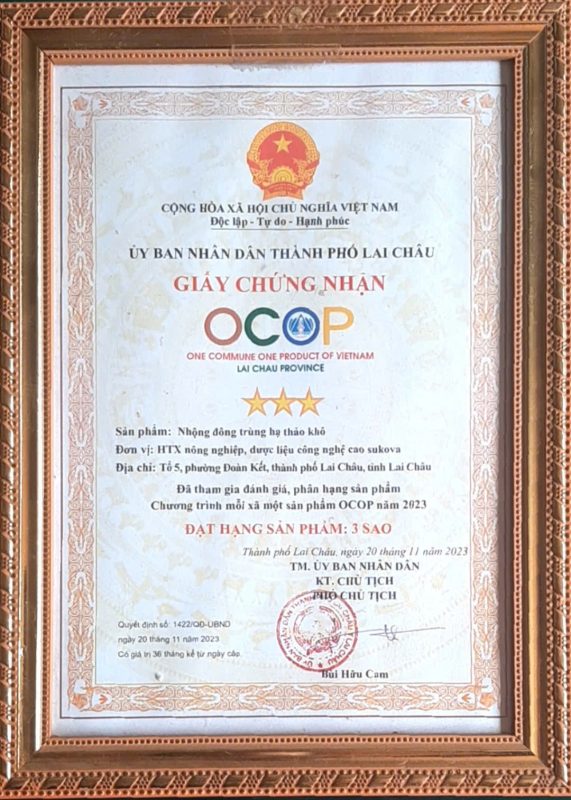 CỘNG HÒA XÃ HỘI CHỦ NGHĨA VIỆT NAM
Độc lập - Tự do - Hạnh phúc
ỦY BAN NHÂN DÂN THÀNH PHỐ LAI CHÂU
GIẤY CHỨNG NHẬN
OCOP
ONE COMMUNE ONE PRODUCT OF VIETNAM
LAI CHAU PROVINCE
Sản phẩm: Nhộng đông trùng hạ thảo khô
Đơn vị: HTX nông nghiệp, dược liệu công nghệ cao sukova
Địa chỉ: Tổ 5, phường Đoàn Kết, thành phố Lai Châu, tỉnh Lai Châu
Đã tham gia đánh giá, phân hạng sản phẩm
Chương trình mỗi xã một sản phẩm OCOP năm 2023
ĐẠT HẠNG SẢN PHẨM: 3 SAO
Thành phố Lai Châu, ngày 20 tháng 11 năm 2023
TM. ỦY BAN NHÂN DÂN
KT. CHỦ TỊCH
PHÓ CHỦ TỊCH
Quyết định số: 1422/QĐ-UBND
ngày 20 tháng 11 năm 2023
Có giá trị 36 tháng kể từ ngày cấp.
Bùi Hữu Cam